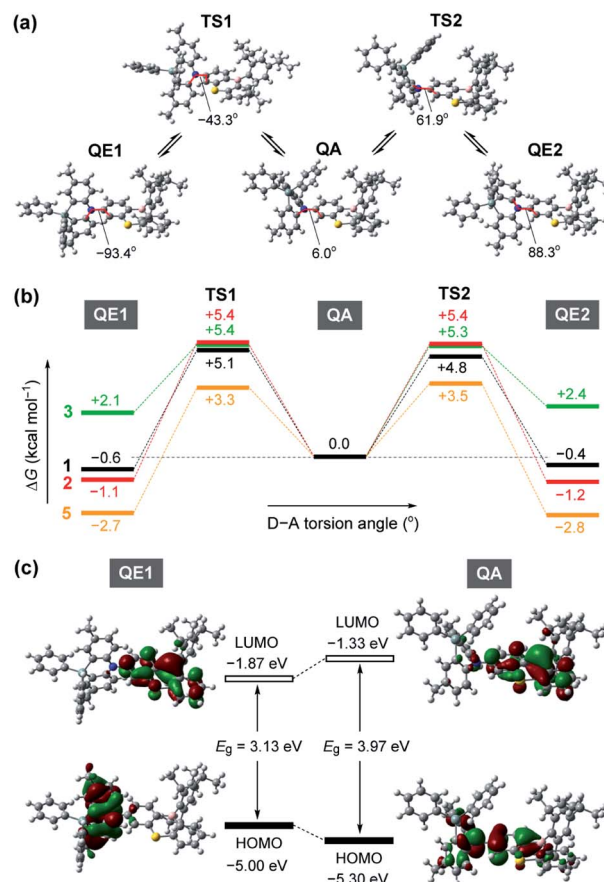 (a)
TS1
TS2
−43.3°
61.9°
QE1
QA
QE2
−93.4°
6.0°
88.3°
(b)
QE1
TS1
QA
TS2
QE2
+5.4
+5.4
+5.4
+5.3
+5.1
+4.8
+3.3
+3.5
3
+2.1
+2.4
0.0
1
−0.6
−0.4
2
−1.1
−1.2
5
−2.7
−2.8
ΔG (kcal mol⁻¹)
D−A torsion angle (°)
(c)
QE1
QA
LUMO
−1.87 eV
LUMO
−1.33 eV
Eg = 3.13 eV
Eg = 3.97 eV
HOMO
−5.00 eV
HOMO
−5.30 eV